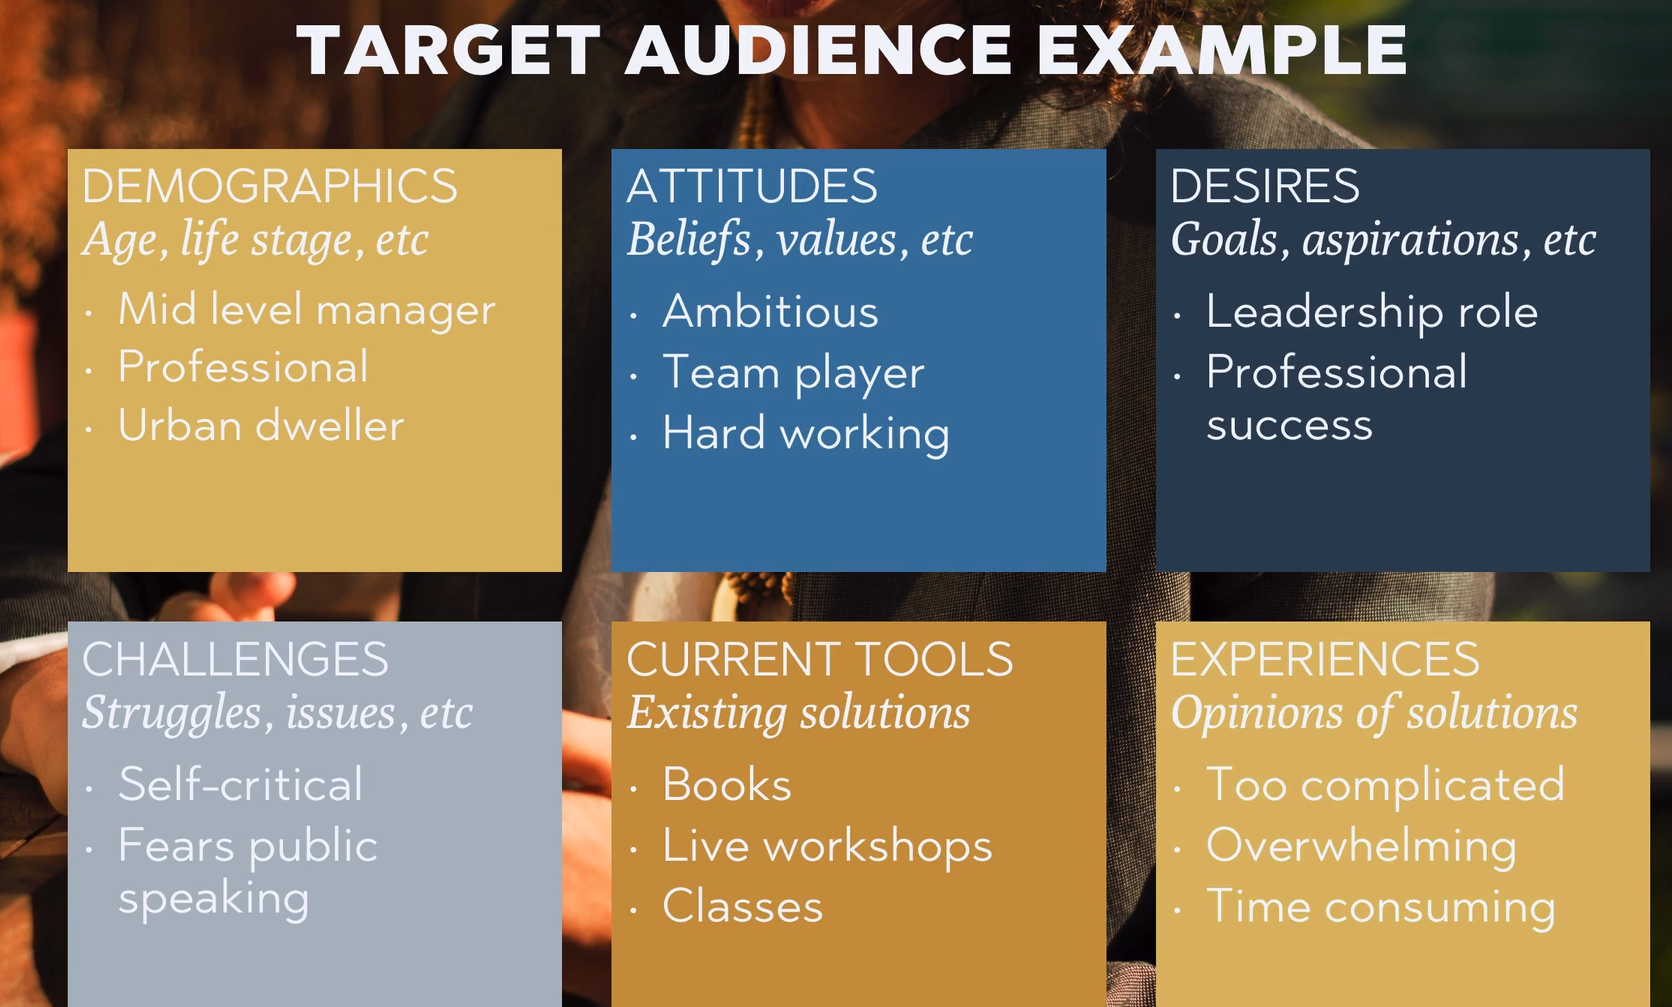 TARGET AUDIENCE EXAMPLE
DEMOGRAPHICS
Age, life stage, etc
· Mid level manager
· Professional
· Urban dweller
ATTITUDES
Beliefs, values, etc
· Ambitious
· Team player
· Hard working
DESIRES
Goals, aspirations, etc
· Leadership role
· Professional
success
CHALLENGES
Struggles, issues, etc
· Self-critical
· Fears public
speaking
CURRENT TOOLS
Existing solutions
· Books
· Live workshops
· Classes
EXPERIENCES
Opinions of solutions
· Too complicated
· Overwhelming
· Time consuming